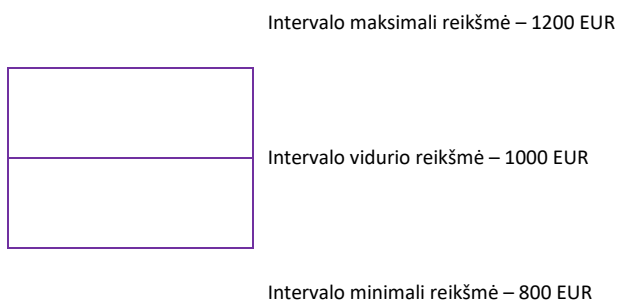 Intervalo maksimali reikšmė – 1200 EUR
Intervalo vidurio reikšmė – 1000 EUR
Intervalo minimali reikšmė – 800 EUR